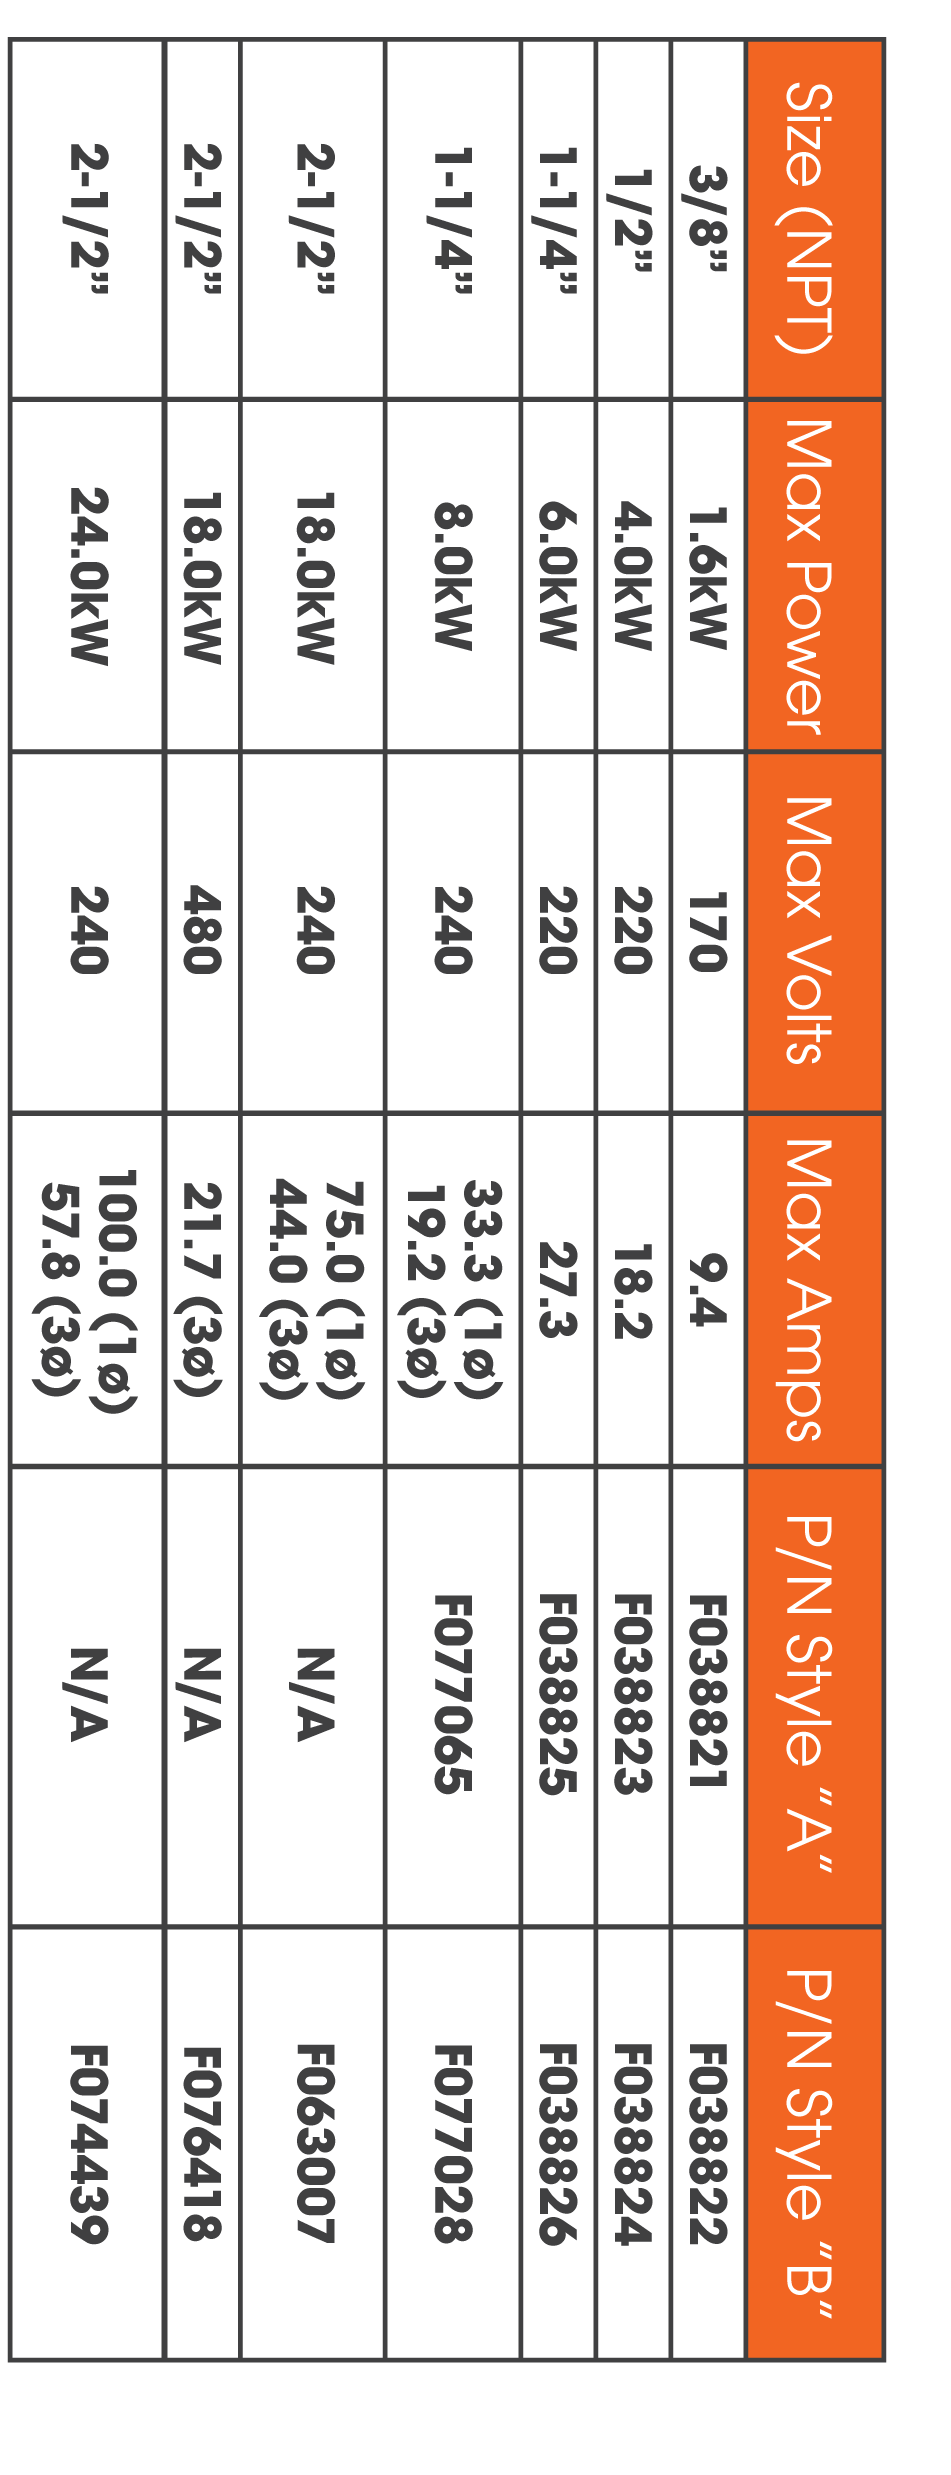 Size (NPT) Max Power Max Volts Max Amps P/N Style “A” P/N Style “B”
3/8” 1.6kW 170 9.4 F038821 F038822
1/2” 4.0kW 220 18.2 F038823 F038824
1-1/4” 6.0kW 220 27.3 F038825 F038826
1-1/4” 8.0kW 240 33.3 (1ø) F077065 F077028
19.2 (3ø)
2-1/2” 18.0kW 240 75.0 (1ø) N/A F063007
44.0 (3ø)
2-1/2” 18.0kW 480 21.7 (3ø) N/A F076418
2-1/2” 24.0kW 240 100.0 (1ø) N/A F074439
57.8 (3ø)